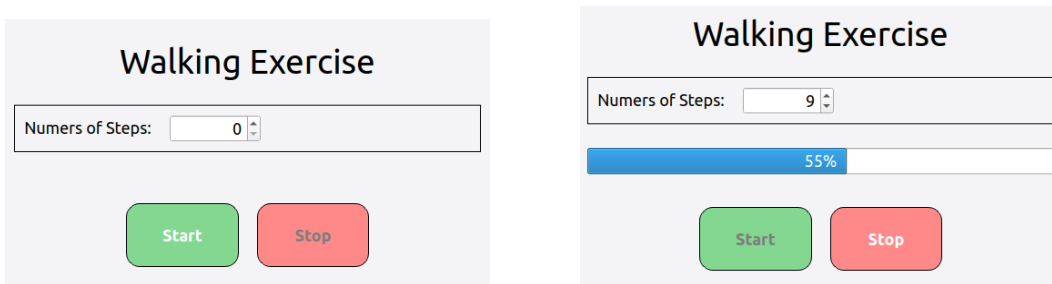 Walking Exercise
Numers of Steps: 0
Start Stop
Walking Exercise
Numers of Steps: 9
55%
Start Stop